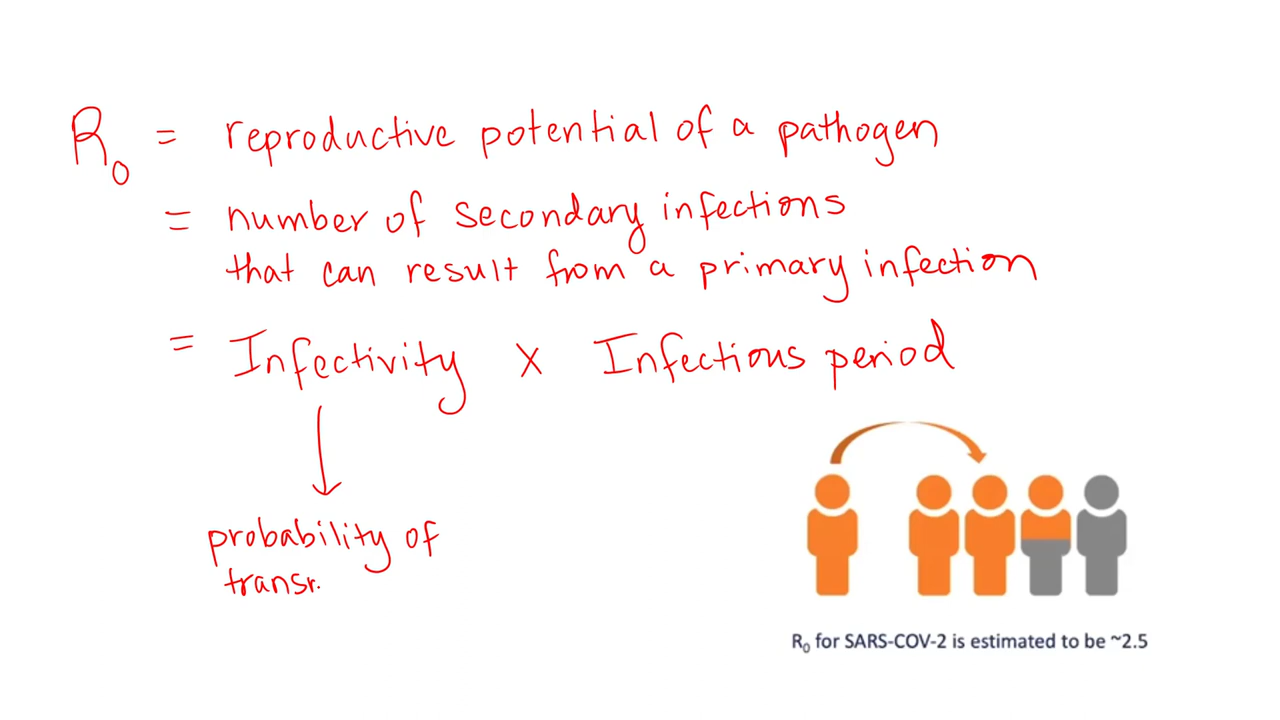 R₀ = reproductive potential of a pathogen
= number of secondary infections
that can result from a primary infection
= Infectivity x Infectious period
probability of
R₀ for SARS-COV-2 is estimated to be ~2.5